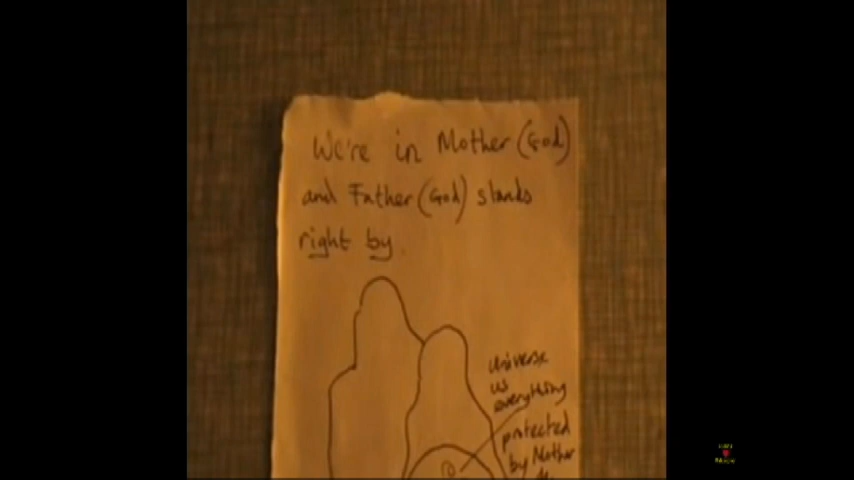 We're in Mother (God)
and Father (God) stands
right by.
universe
us
everything
protected
by Mother